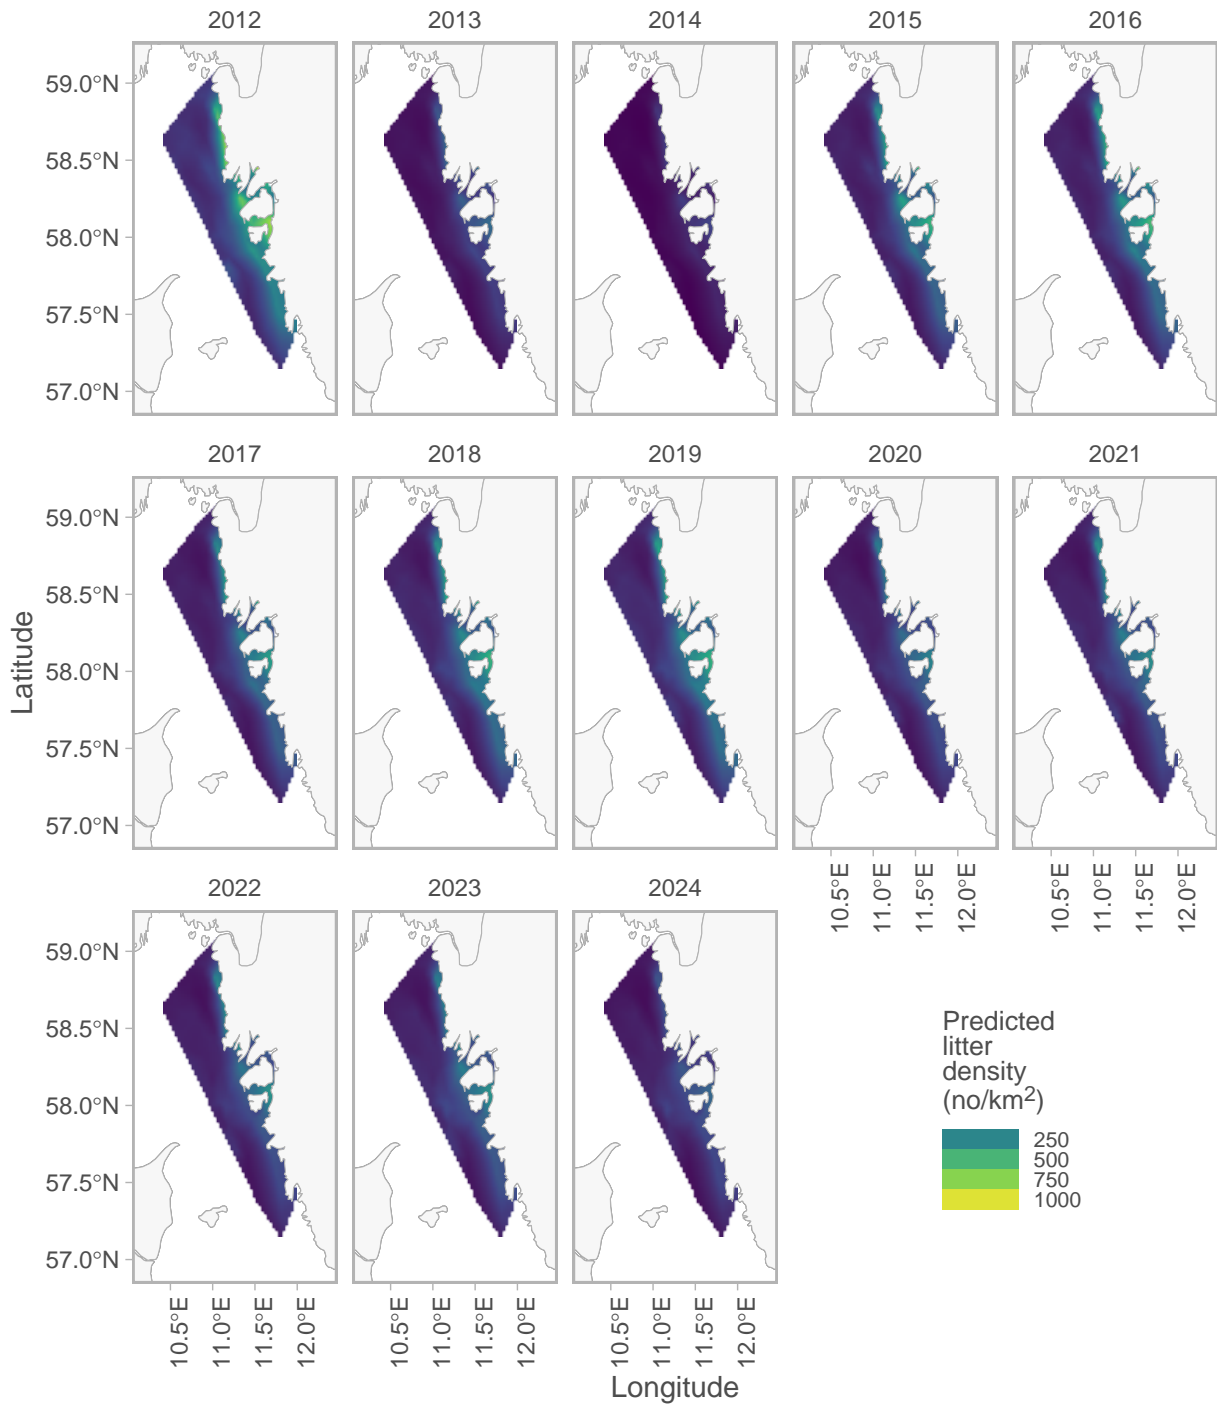 2012 2013 2014 2015 2016
59.0°N
58.5°N
58.0°N
57.5°N
57.0°N
2017 2018 2019 2020 2021
59.0°N
58.5°N
58.0°N
57.5°N
57.0°N
10.5°E 11.0°E 11.5°E 12.0°E 10.5°E 11.0°E 11.5°E 12.0°E
Latitude
2022 2023 2024
59.0°N
58.5°N
58.0°N
57.5°N
57.0°N
Predicted
litter
density
(no/km²)
250
500
750
1000
10.5°E 11.0°E 11.5°E 12.0°E 10.5°E 11.0°E 11.5°E 12.0°E 10.5°E 11.0°E 11.5°E 12.0°E
Longitude